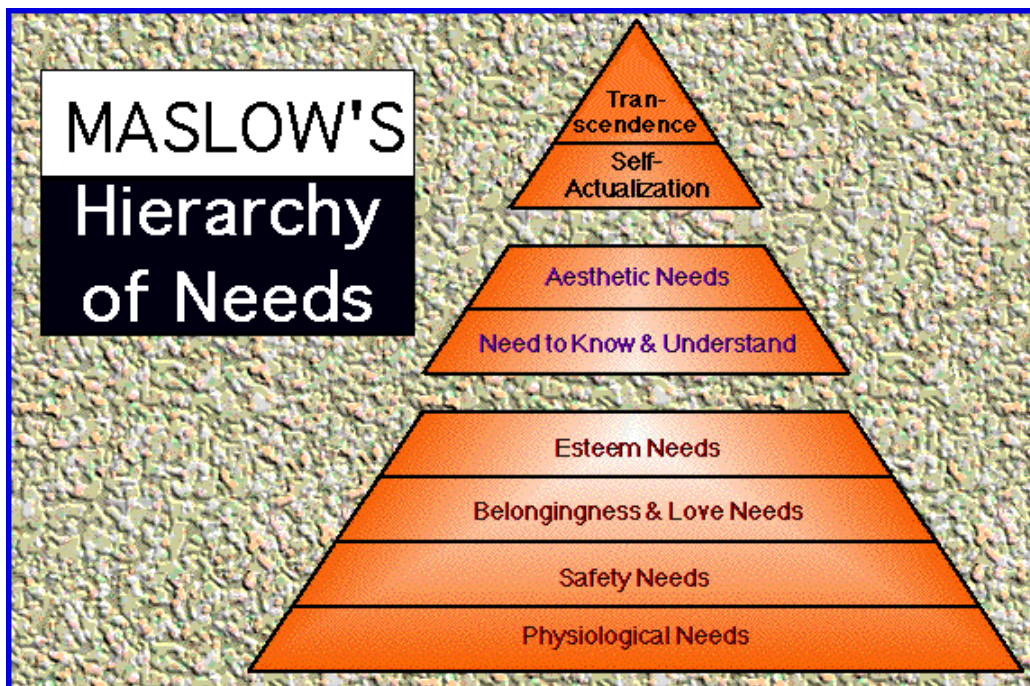 MASLOW'S
Hierarchy
of Needs
Tran-
scendence
Self-
Actualization
Aesthetic Needs
Need to Know & Understand
Esteem Needs
Belongingness & Love Needs
Safety Needs
Physiological Needs